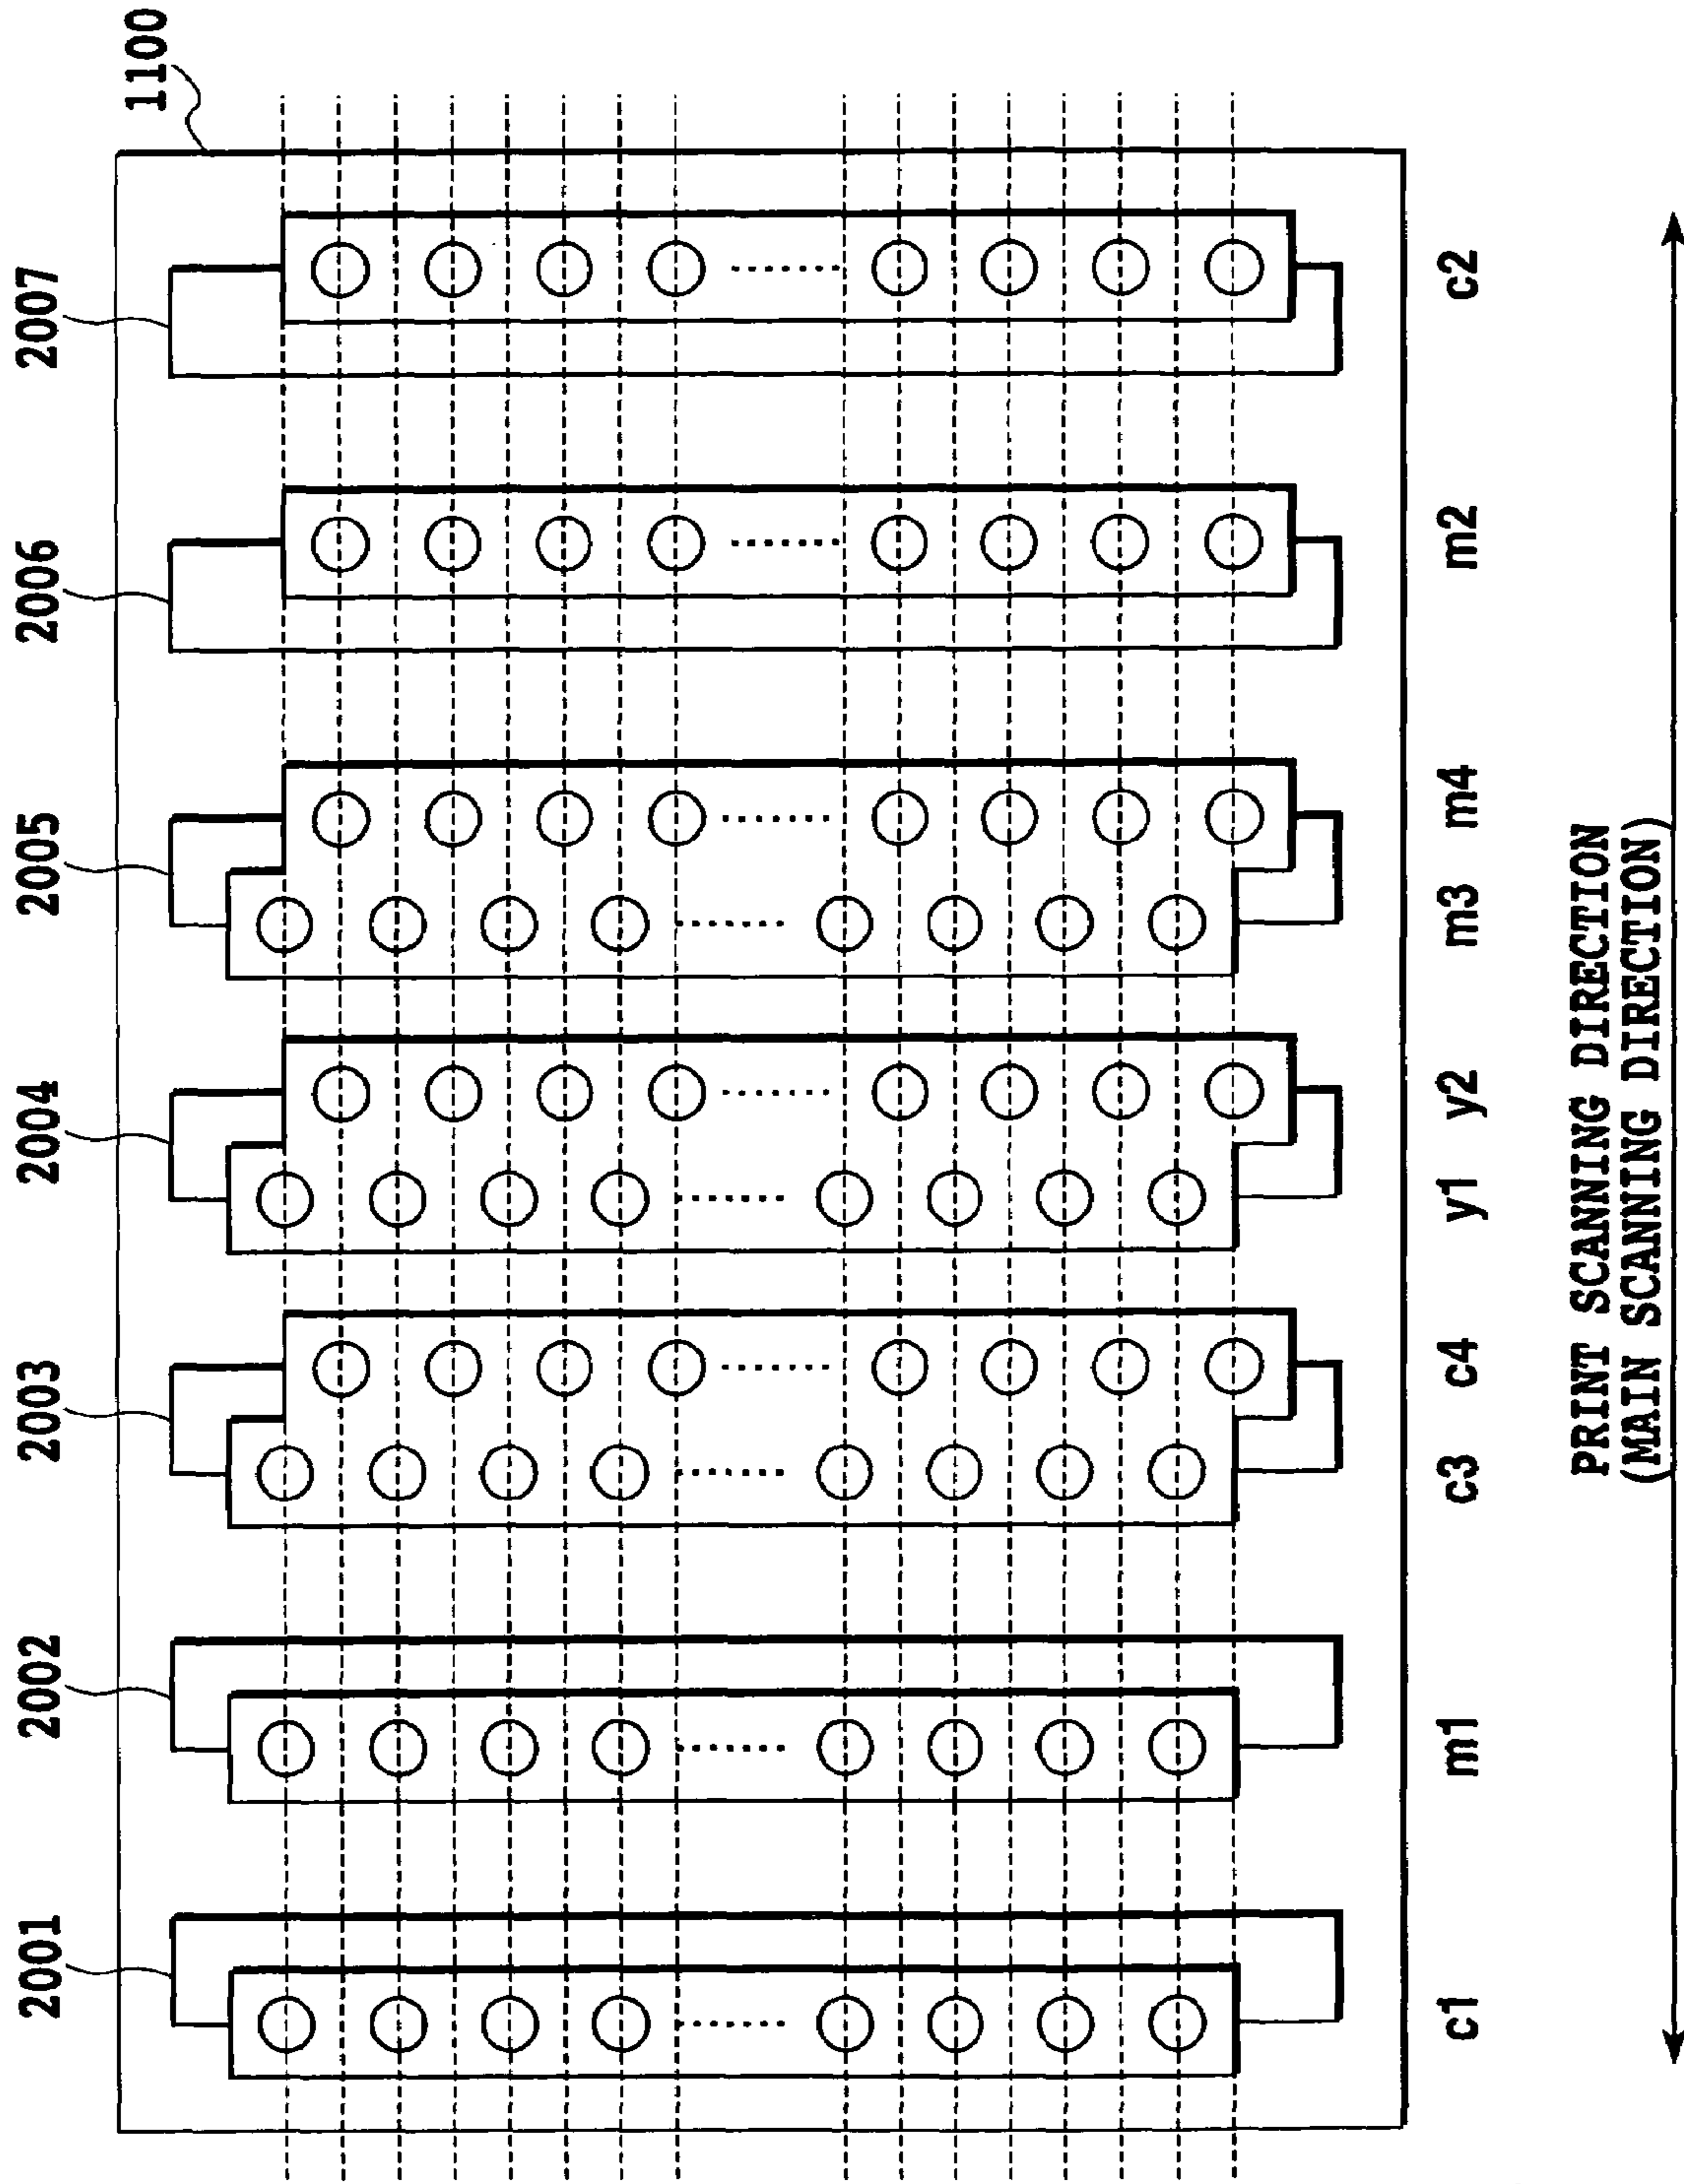 1100
2001
2002
2003
2004
2005
2006
2007
c1
m1
c3
c4
y1
y2
m3
m4
m2
c2
PRINT SCANNING DIRECTION
(MAIN SCANNING DIRECTION)